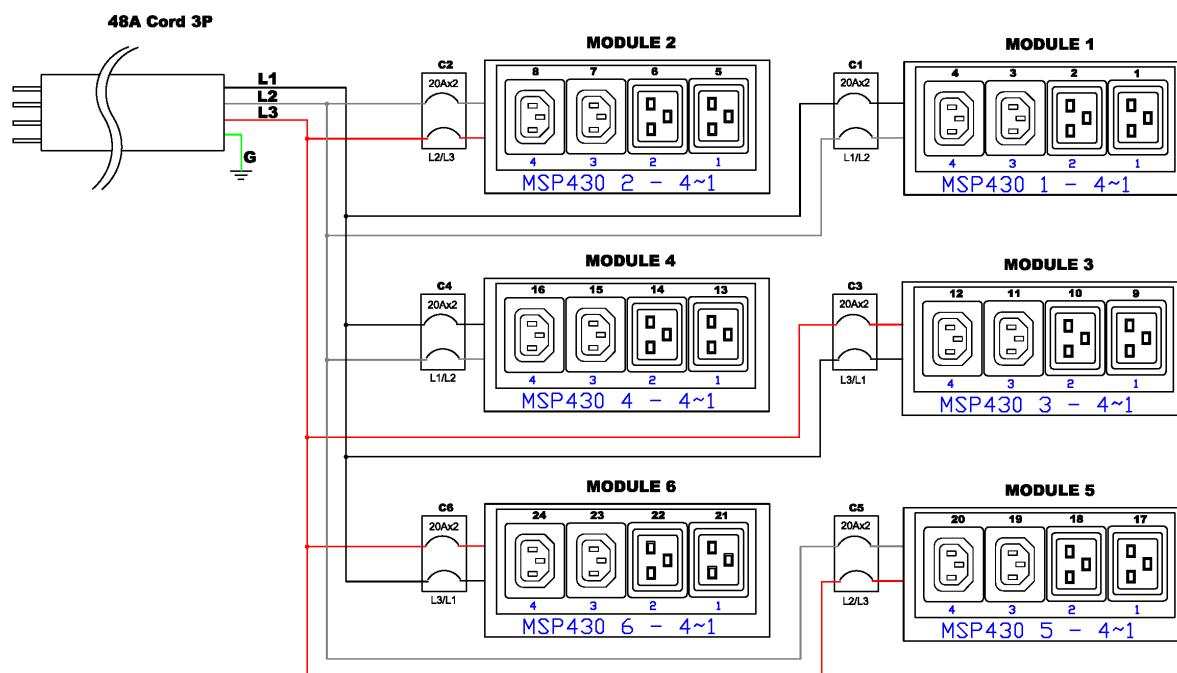 48A Cord 3P
L1
L2
L3
G
MODULE 2
C2
20Ax2
L2/L3
8 7 6 5
4 3 2 1
MSP430 2 - 4~1
MODULE 1
C1
20Ax2
L1/L2
4 3 2 1
4 3 2 1
MSP430 1 - 4~1
MODULE 4
C4
20Ax2
L1/L2
16 15 14 13
4 3 2 1
MSP430 4 - 4~1
MODULE 3
C3
20Ax2
L3/L1
12 11 10 9
4 3 2 1
MSP430 3 - 4~1
MODULE 6
C6
20Ax2
L3/L1
24 23 22 21
4 3 2 1
MSP430 6 - 4~1
MODULE 5
C5
20Ax2
L2/L3
20 19 18 17
4 3 2 1
MSP430 5 - 4~1